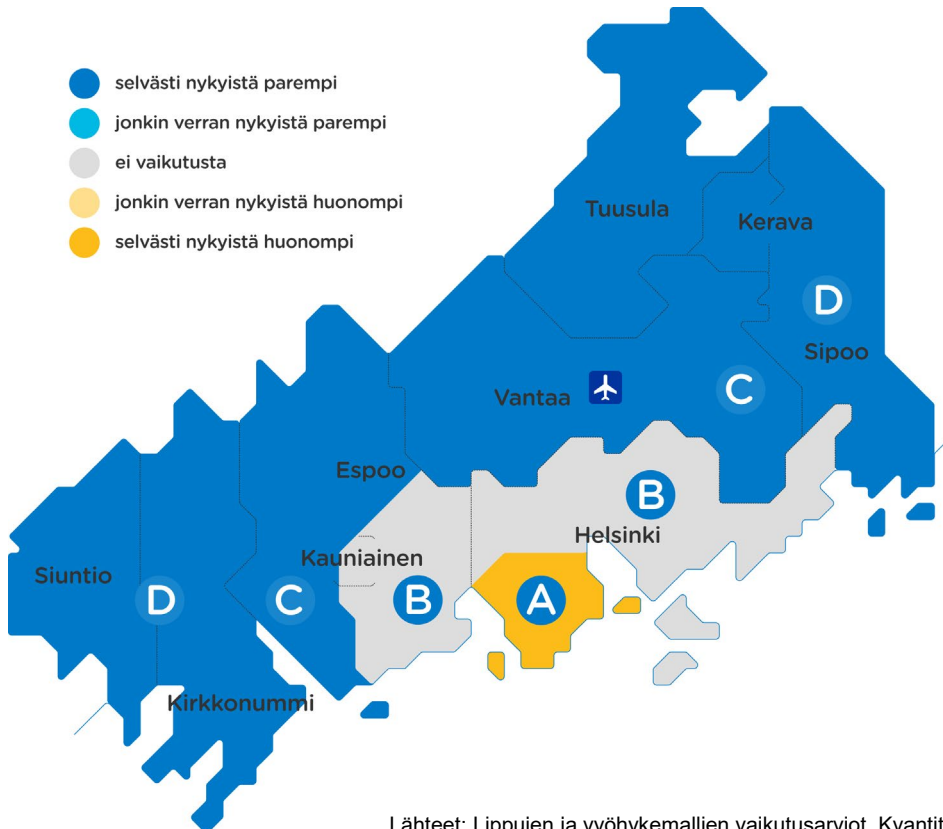 selvästi nykyistä parempi
jonkin verran nykyistä parempi
ei vaikutusta
jonkin verran nykyistä huonompi
selvästi nykyistä huonompi
Tuusula
Kerava
D
Sipoo
Vantaa
C
Espoo
B
Helsinki
Kauniainen
Siuntio
D
C
B
A
Kirkkonummi
Lähteet: Lippujen ja vyöhykemallien vaikutusarviot, Kvantit